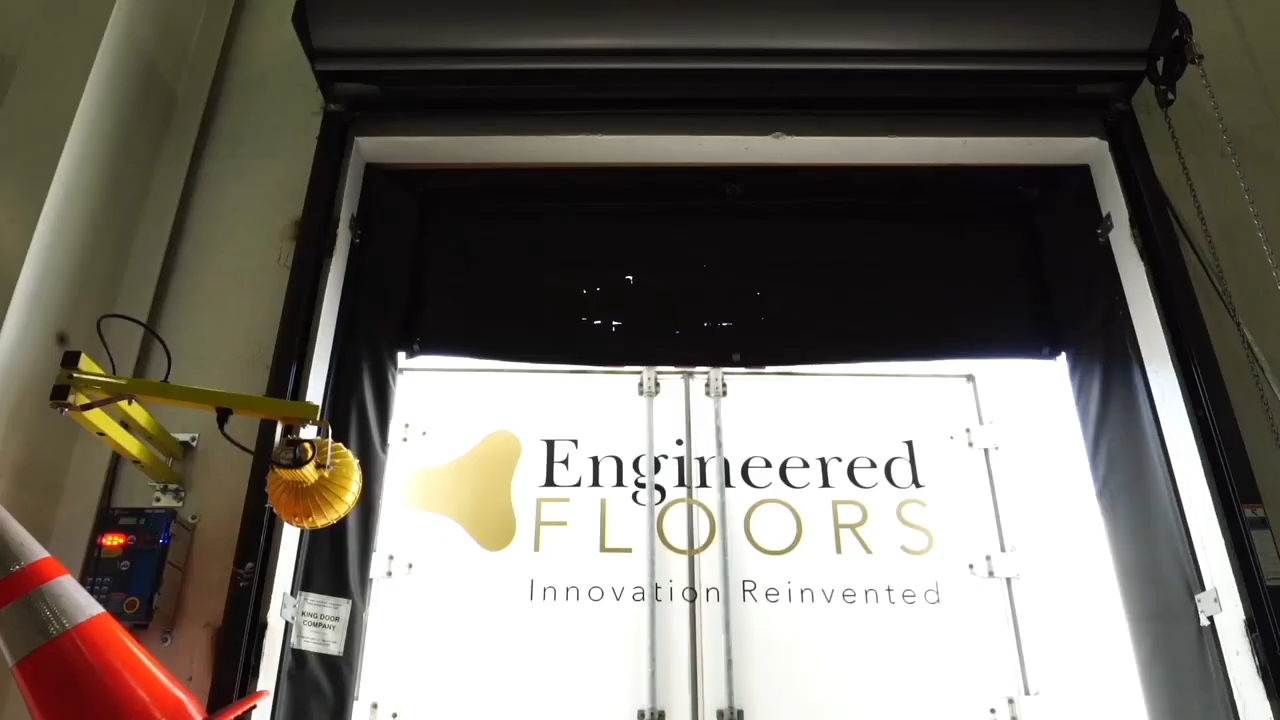 Engineered
FLOORS
Innovation Reinvented
KING DOOR
COMPANY